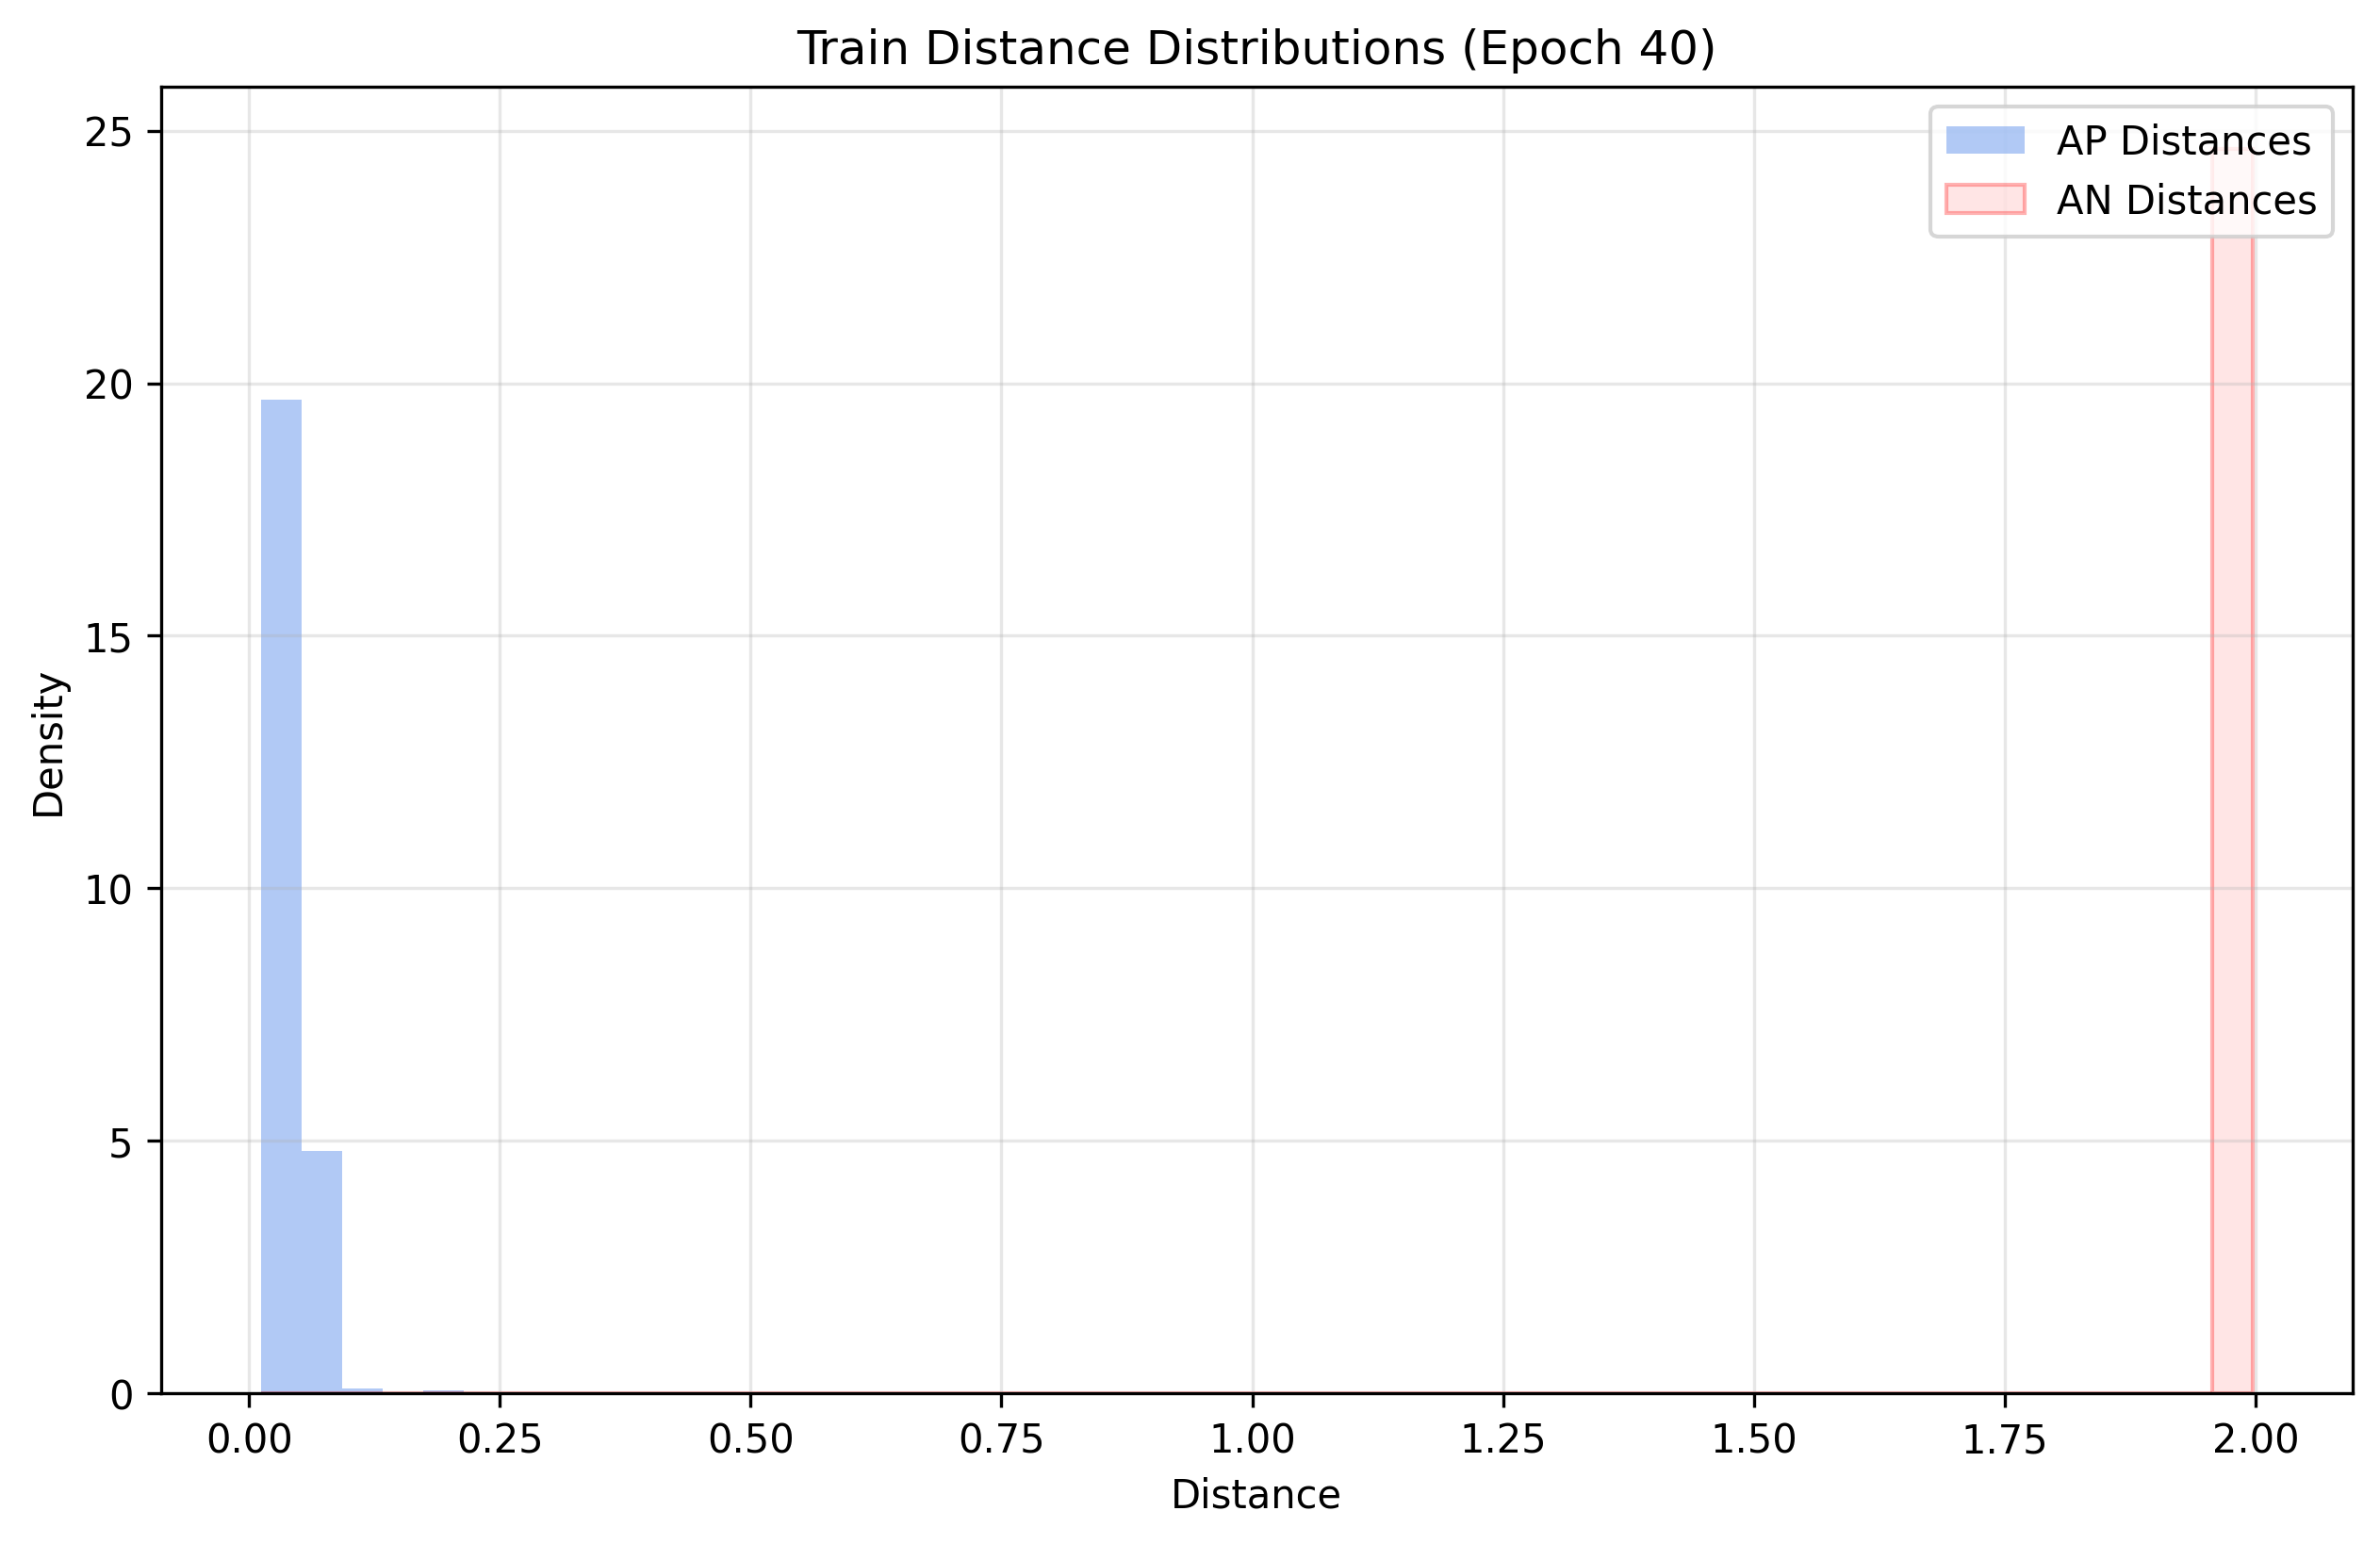 Train Distance Distributions (Epoch 40)
AP Distances
AN Distances
Density
25
20
15
10
5
0
0.00 0.25 0.50 0.75 1.00 1.25 1.50 1.75 2.00
Distance